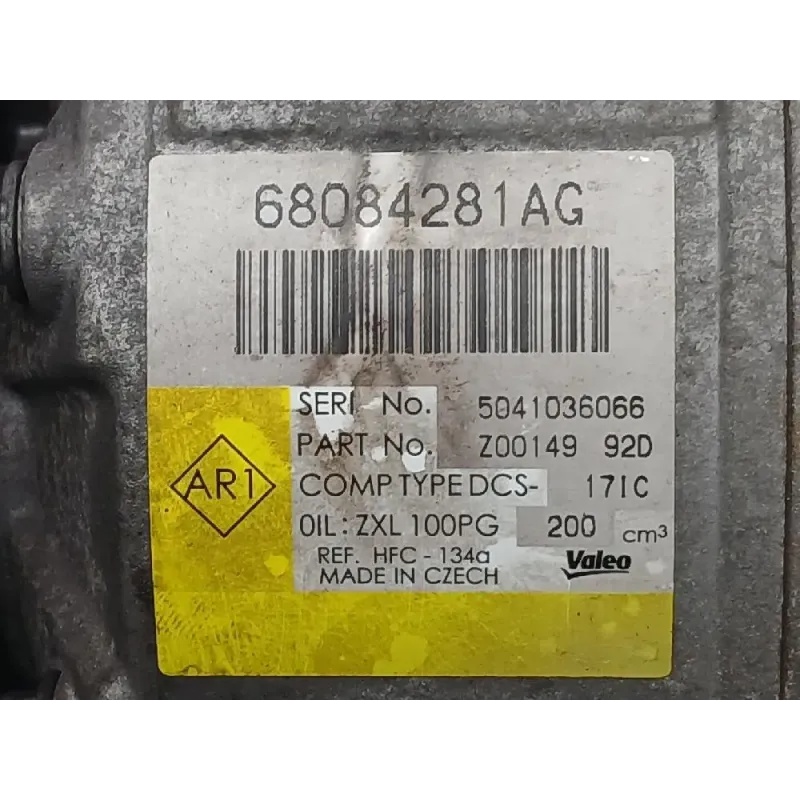 68084281AG
SERI No. 5041036066
PART No. Z00149 92D
AR1
COMP TYPE DCS- 17IC
OIL: ZXL 100PG 200 cm³
REF. HFC - 134a
MADE IN CZECH
Valeo